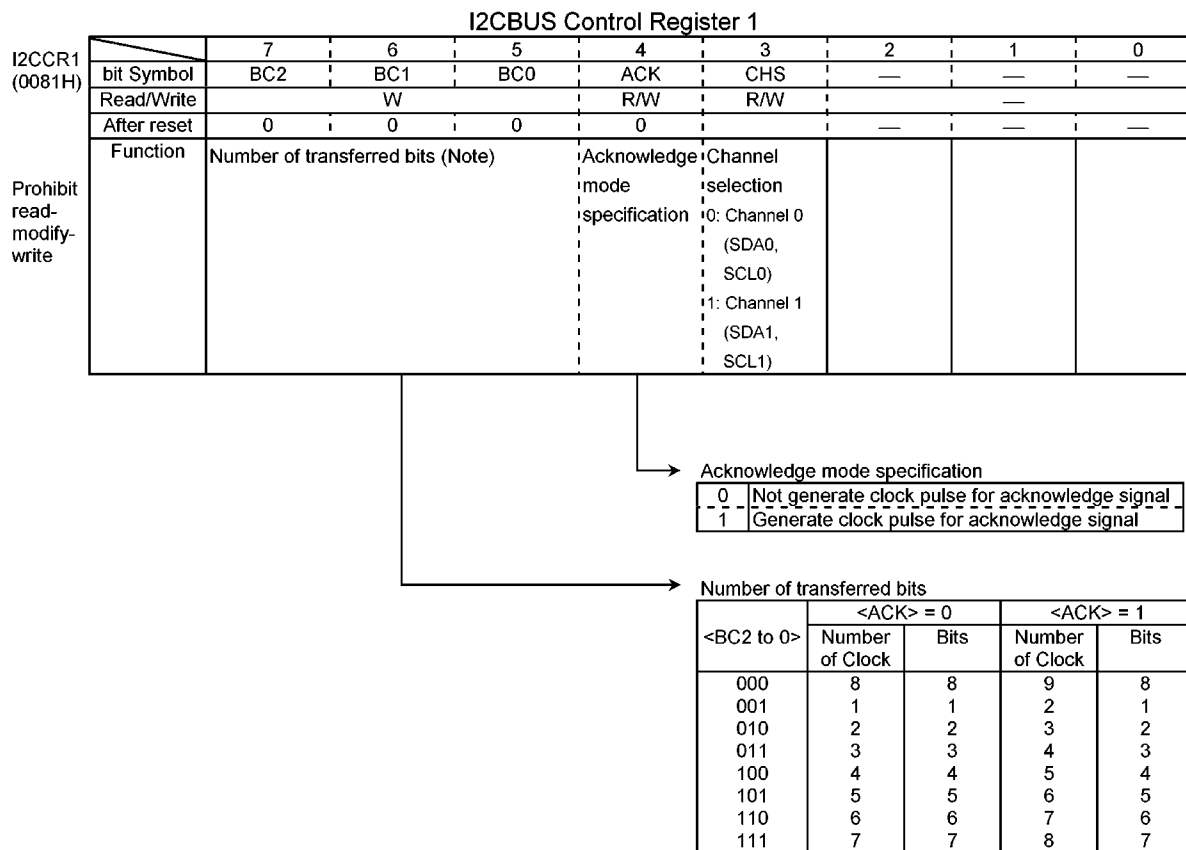 I2CBUS Control Register 1
I2CCR1
(0081H)
7 6 5 4 3 2 1 0
bit Symbol BC2 BC1 BC0 ACK CHS — — —
Read/Write W R/W R/W —
After reset 0 0 0 0 — — —
Prohibit
read-
modify-
write
Function
Number of transferred bits (Note)
Acknowledge
mode
specification
Channel
selection
0: Channel 0
(SDA0,
SCL0)
1: Channel 1
(SDA1,
SCL1)
Acknowledge mode specification
0 Not generate clock pulse for acknowledge signal
1 Generate clock pulse for acknowledge signal
Number of transferred bits
<BC2 to 0>
<ACK> = 0 <ACK> = 1
Number
of Clock
Bits
Number
of Clock
Bits
000 8 8 9 8
001 1 1 2 1
010 2 2 3 2
011 3 3 4 3
100 4 4 5 4
101 5 5 6 5
110 6 6 7 6
111 7 7 8 7